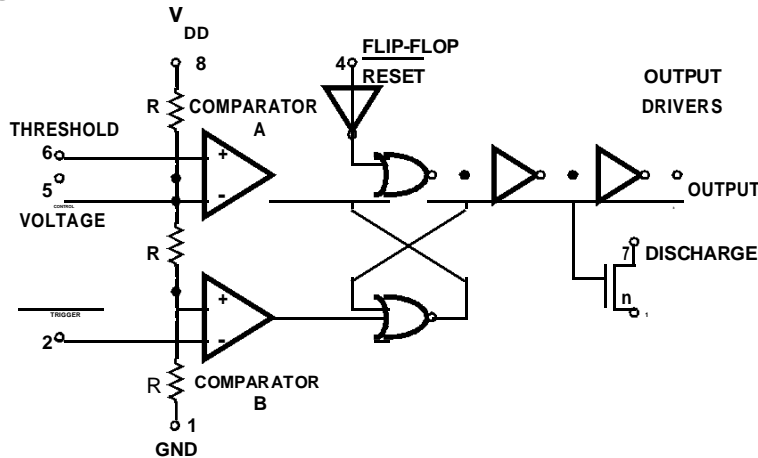 V
DD
8
R
COMPARATOR
A
4
FLIP-FLOP
RESET
OUTPUT
DRIVERS
THRESHOLD
6
+
5
-
CONTROL
VOLTAGE
OUTPUT
R
7
DISCHARGE
+
n
1
TRIGGER
2
-
R
COMPARATOR
B
1
GND